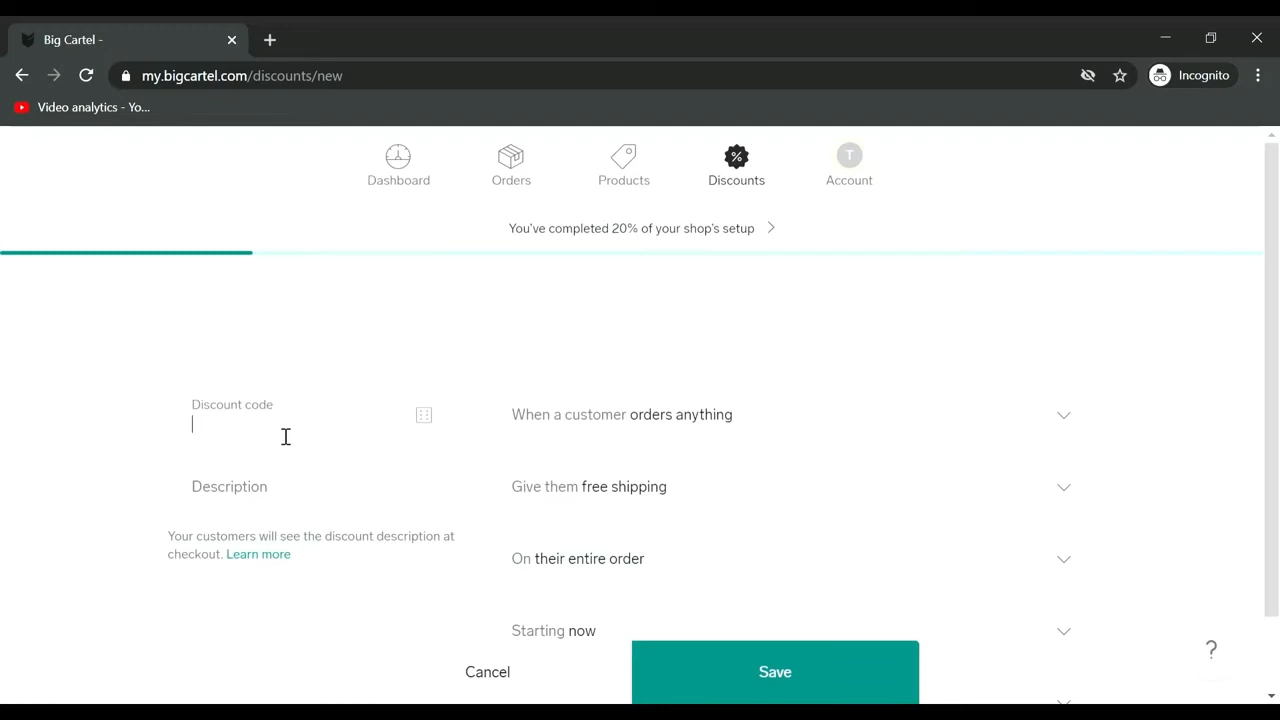 Big Cartel -
my.bigcartel.com/discounts/new
Incognito
Video analytics - Yo...
Dashboard
Orders
Products
Discounts
T
Account
You've completed 20% of your shop's setup
Discount code
When a customer orders anything
Description
Give them free shipping
Your customers will see the discount description at
checkout. Learn more
On their entire order
Starting now
Cancel
Save
?